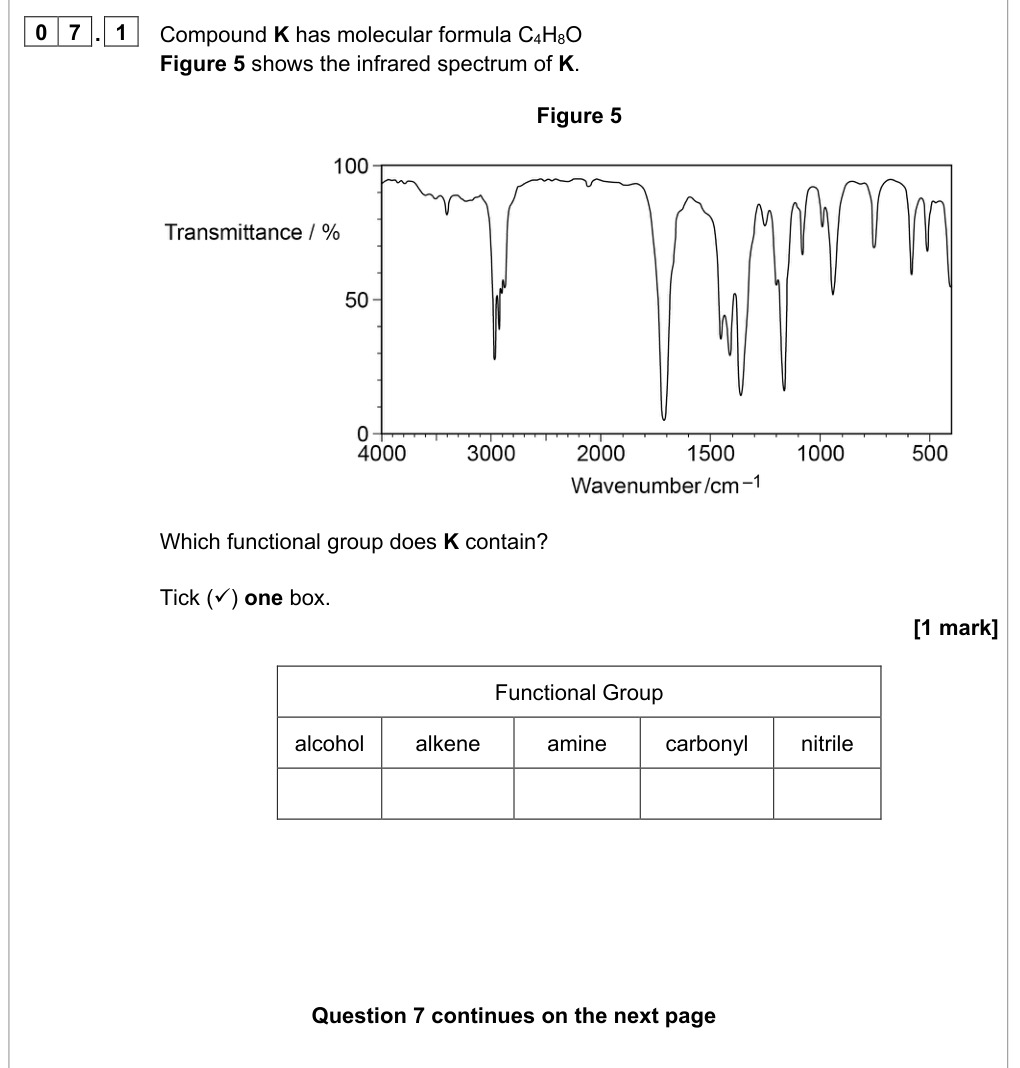 0 7 . 1 Compound K has molecular formula C₄H₈O
Figure 5 shows the infrared spectrum of K.
Figure 5
100
Transmittance / %
50
0
4000 3000 2000 1500 1000 500
Wavenumber/cm⁻¹
Which functional group does K contain?
Tick (✓) one box.
[1 mark]
Functional Group
alcohol alkene amine carbonyl nitrile
Question 7 continues on the next page